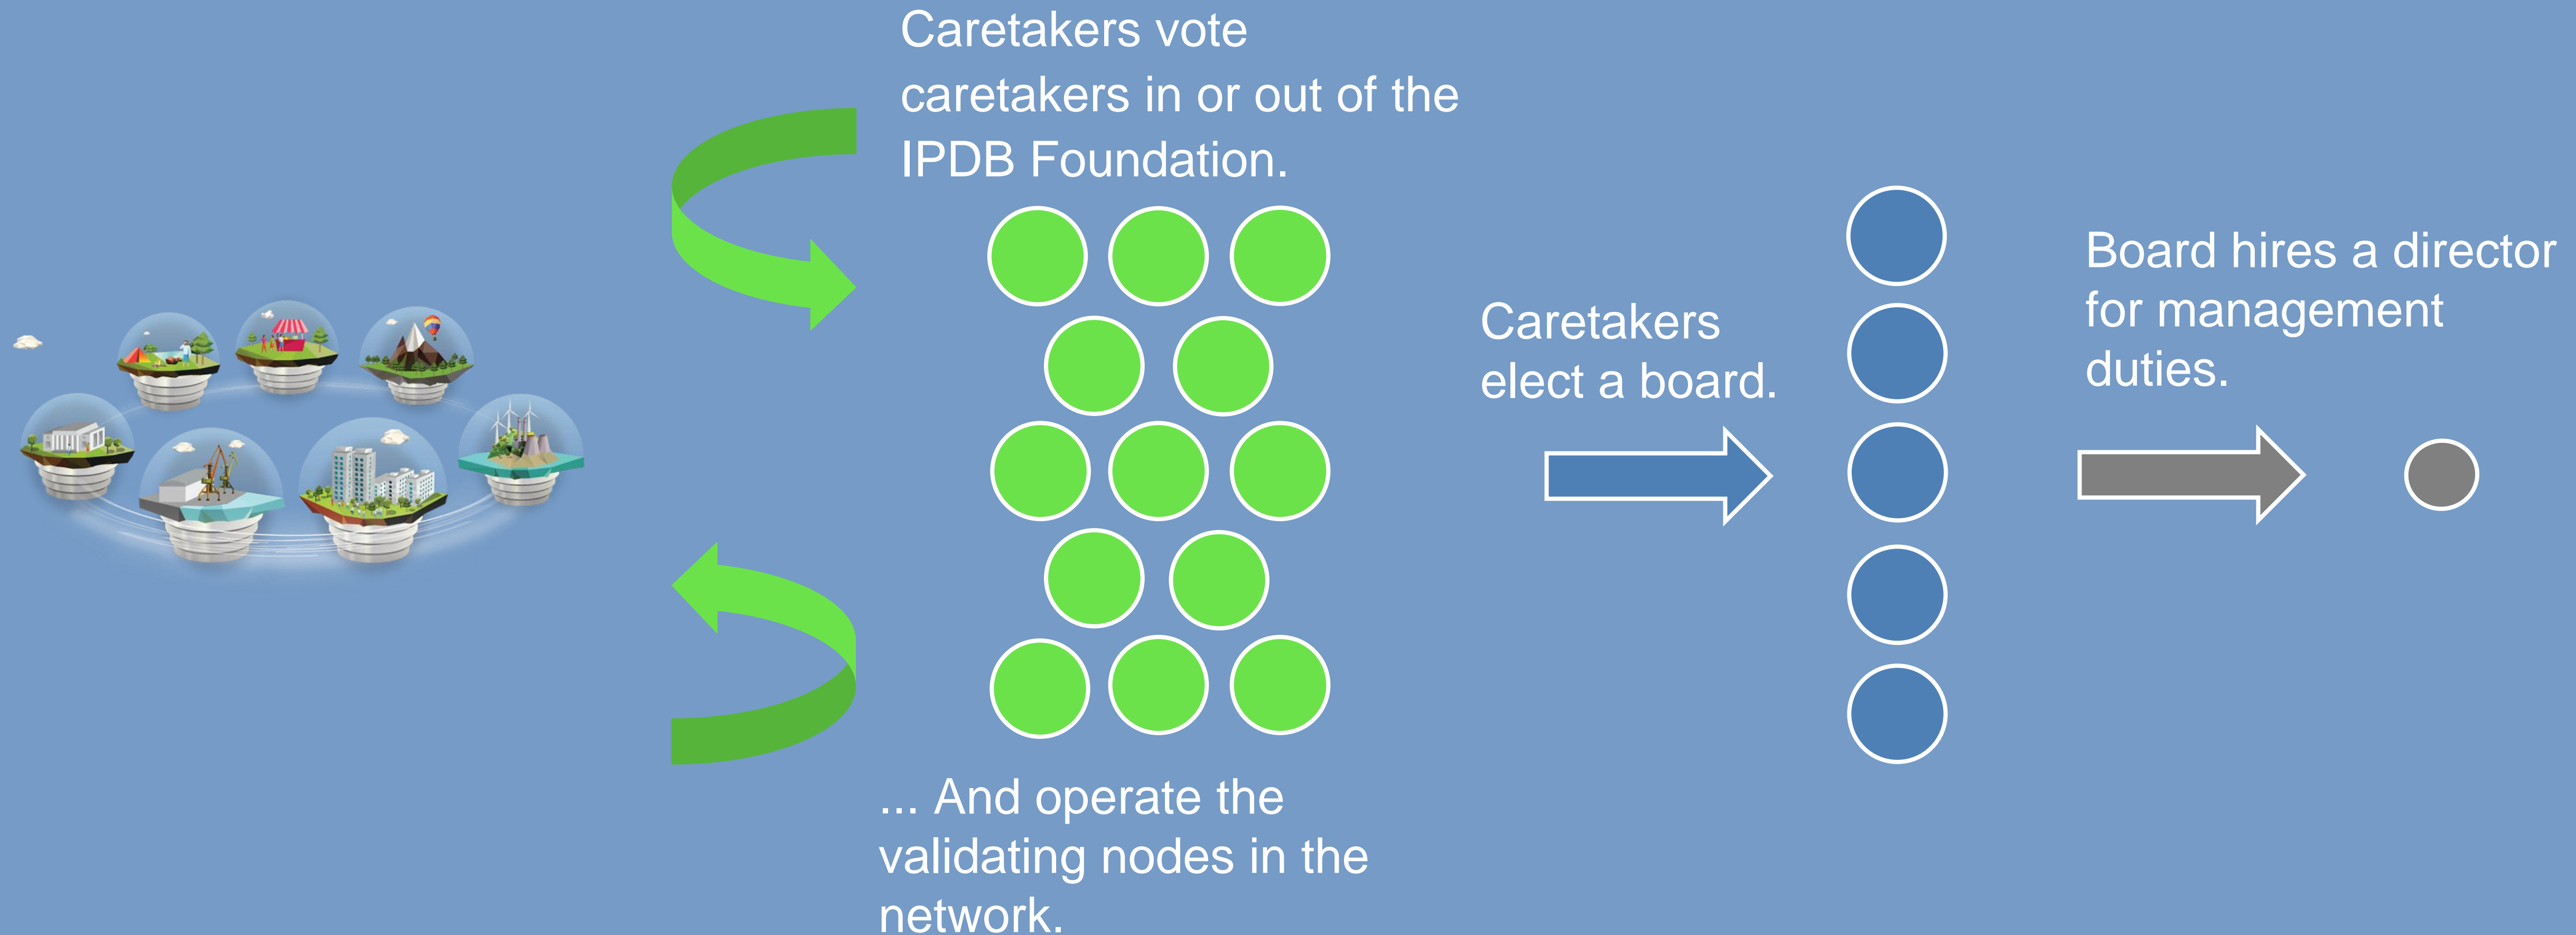 Caretakers vote
caretakers in or out of the
IPDB Foundation.
... And operate the
validating nodes in the
network.
Caretakers
elect a board.
Board hires a director
for management
duties.